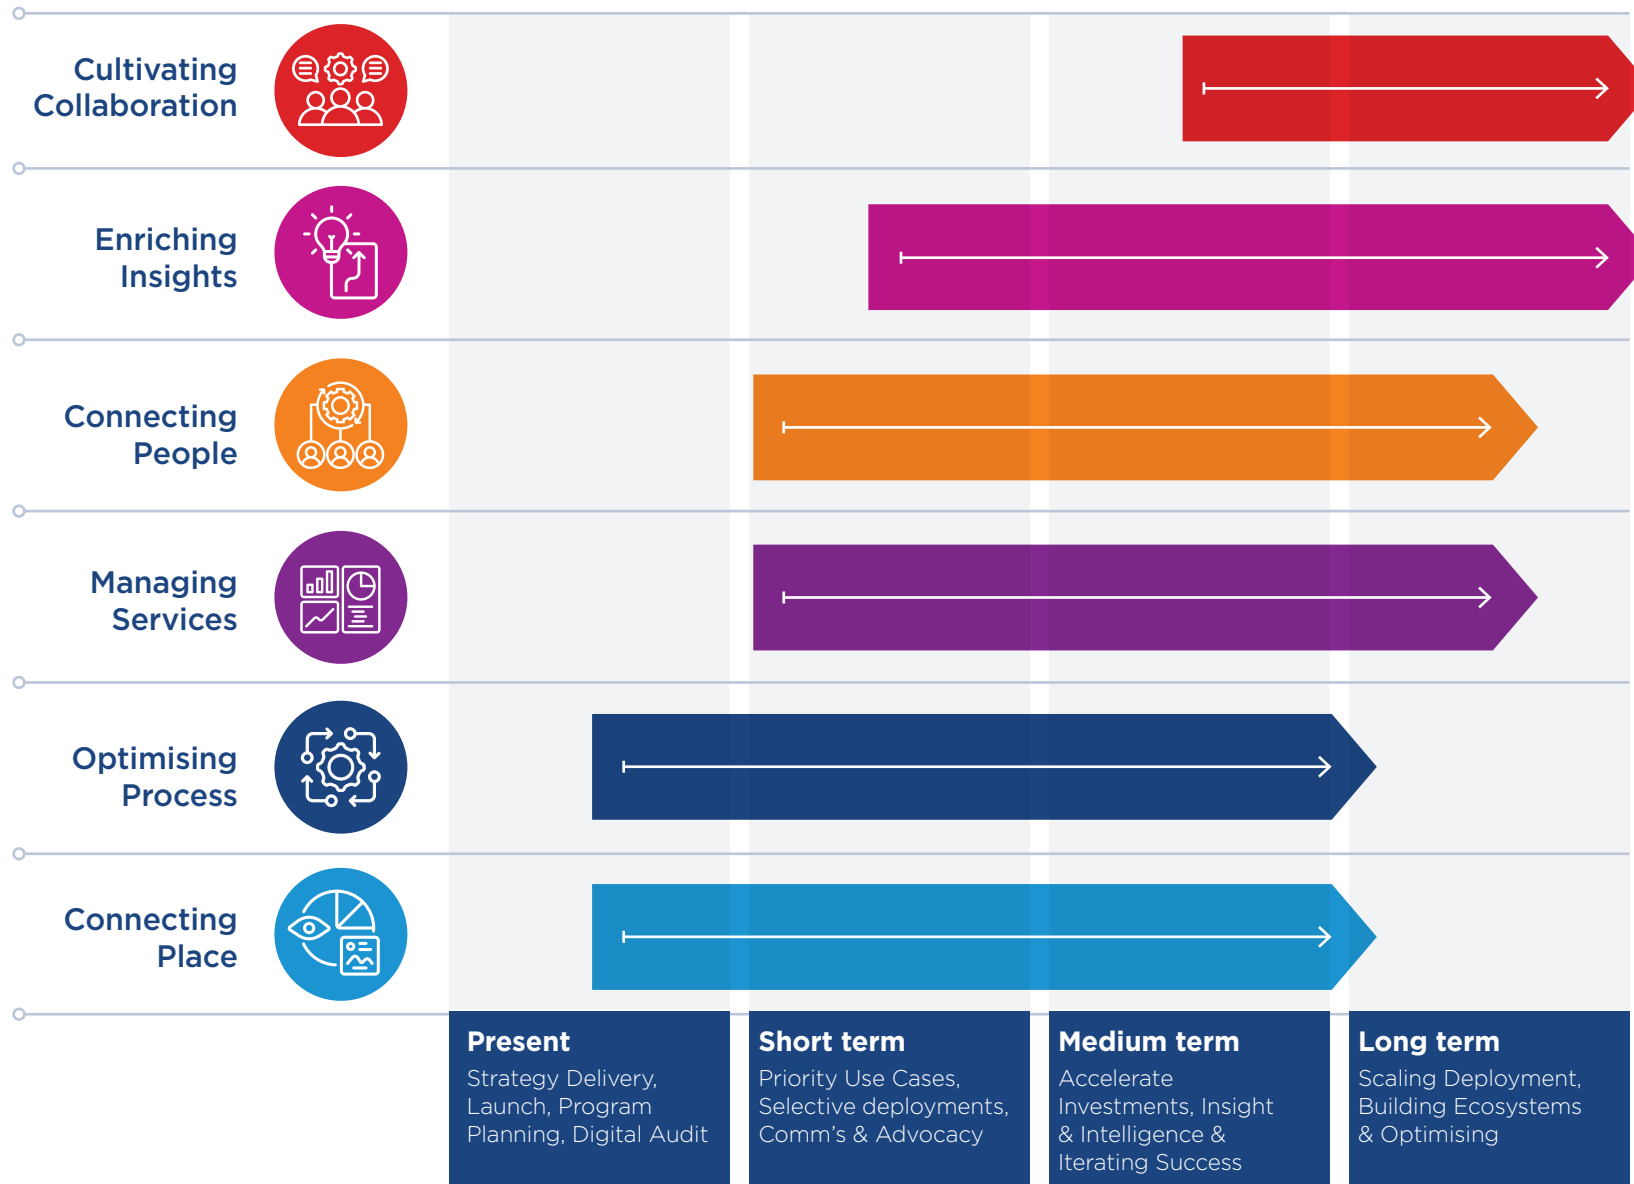 Cultivating
Collaboration
Enriching
Insights
Connecting
People
Managing
Services
Optimising
Process
Connecting
Place
Present
Strategy Delivery,
Launch, Program
Planning, Digital Audit
Short term
Priority Use Cases,
Selective deployments,
Comm's & Advocacy
Medium term
Accelerate
Investments, Insight
& Intelligence &
Iterating Success
Long term
Scaling Deployment,
Building Ecosystems
& Optimising